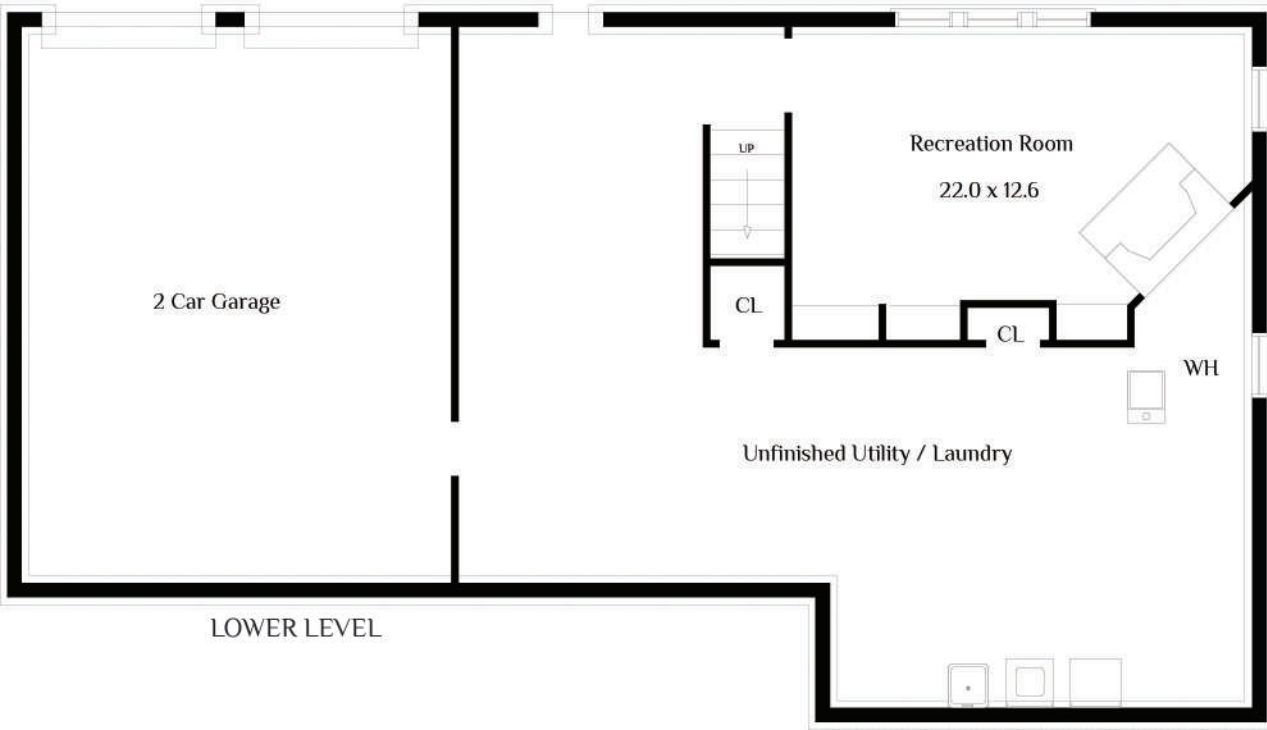 UP
Recreation Room
22.0 x 12.6
2 Car Garage
CL
CL
WH
Unfinished Utility / Laundry
LOWER LEVEL